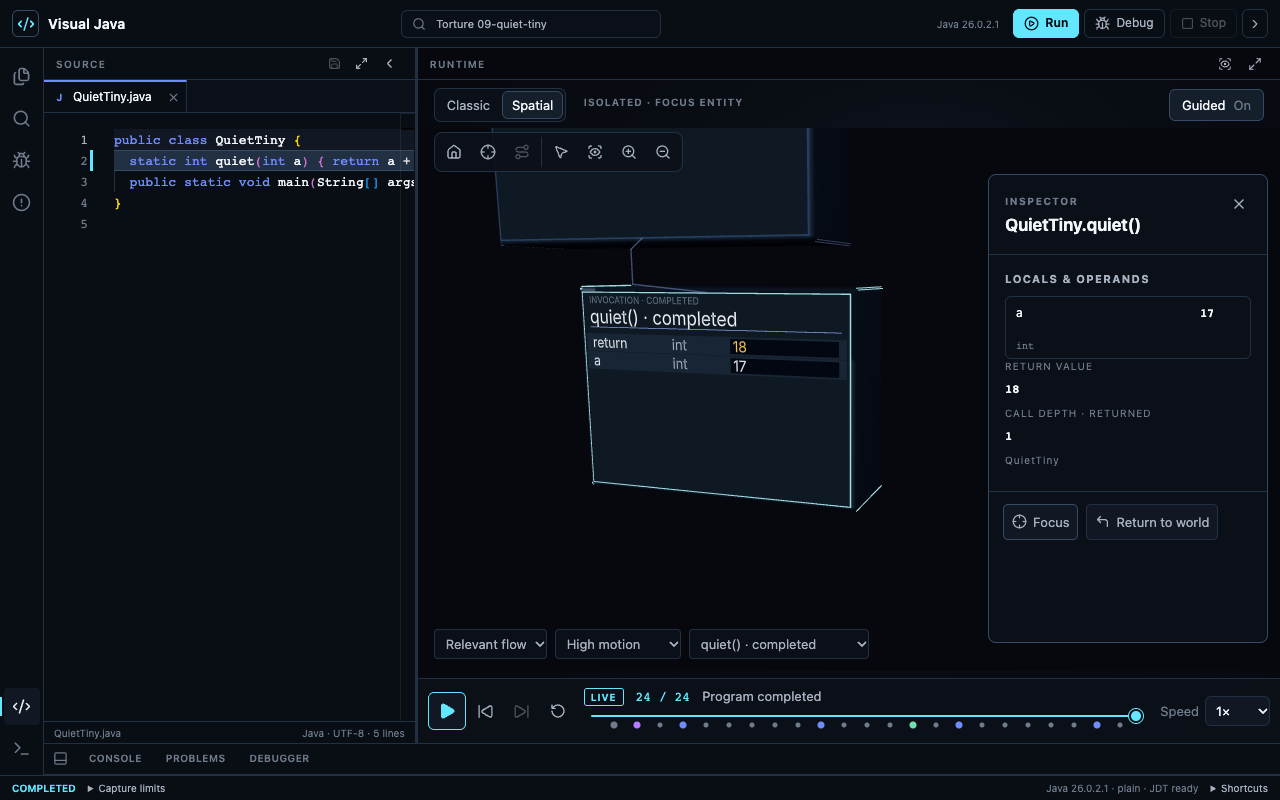 Visual Java
Torture 09-quiet-tiny
Java 26.0.2.1
Run
Debug
Stop
SOURCE
RUNTIME
J QuietTiny.java
Classic
Spatial
ISOLATED · FOCUS ENTITY
Guided On
1 public class QuietTiny {
2 static int quiet(int a) { return a +
3 public static void main(String[] args
4 }
5
INVOCATION · COMPLETED
quiet() · completed
return int 18
a int 17
INSPECTOR
QuietTiny.quiet()
LOCALS & OPERANDS
a 17
int
RETURN VALUE
18
CALL DEPTH · RETURNED
1
QuietTiny
Focus
Return to world
Relevant flow
High motion
quiet() · completed
LIVE 24 / 24 Program completed
Speed 1×
QuietTiny.java
Java · UTF-8 · 5 lines
CONSOLE
PROBLEMS
DEBUGGER
COMPLETED
Capture limits
Java 26.0.2.1 · plain · JDT ready
Shortcuts